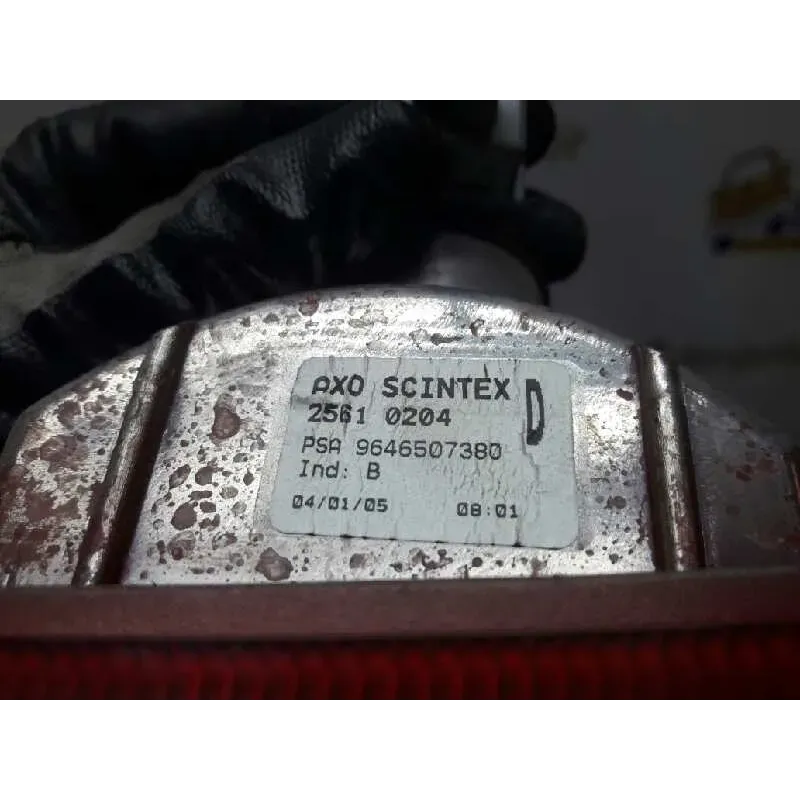 AXO SCINTEX D
2561 0204
PSA 9646507380
Ind: B
04/01/05 08:01